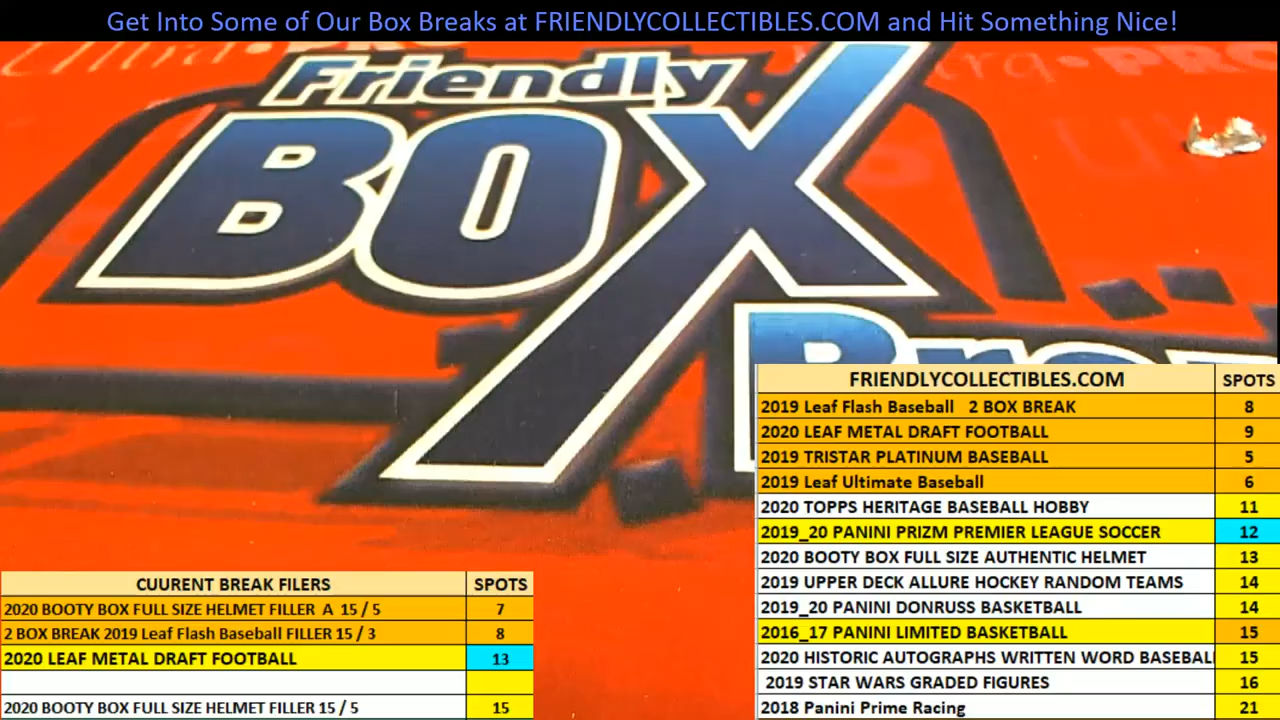 Get Into Some of Our Box Breaks at FRIENDLYCOLLECTIBLES.COM and Hit Something Nice!
Friendly
BOX
FRIENDLYCOLLECTIBLES.COM SPOTS
2019 Leaf Flash Baseball 2 BOX BREAK 8
2020 LEAF METAL DRAFT FOOTBALL 9
2019 TRISTAR PLATINUM BASEBALL 5
2019 Leaf Ultimate Baseball 6
2020 TOPPS HERITAGE BASEBALL HOBBY 11
2019_20 PANINI PRIZM PREMIER LEAGUE SOCCER 12
2020 BOOTY BOX FULL SIZE AUTHENTIC HELMET 13
2019 UPPER DECK ALLURE HOCKEY RANDOM TEAMS 14
2019_20 PANINI DONRUSS BASKETBALL 14
2016_17 PANINI LIMITED BASKETBALL 15
2020 HISTORIC AUTOGRAPHS WRITTEN WORD BASEBAL 15
2019 STAR WARS GRADED FIGURES 16
2018 Panini Prime Racing 21
CUURENT BREAK FILERS SPOTS
2020 BOOTY BOX FULL SIZE HELMET FILLER A 15 / 5 7
2 BOX BREAK 2019 Leaf Flash Baseball FILLER 15 / 3 8
2020 LEAF METAL DRAFT FOOTBALL 13
2020 BOOTY BOX FULL SIZE HELMET FILLER 15 / 5 15